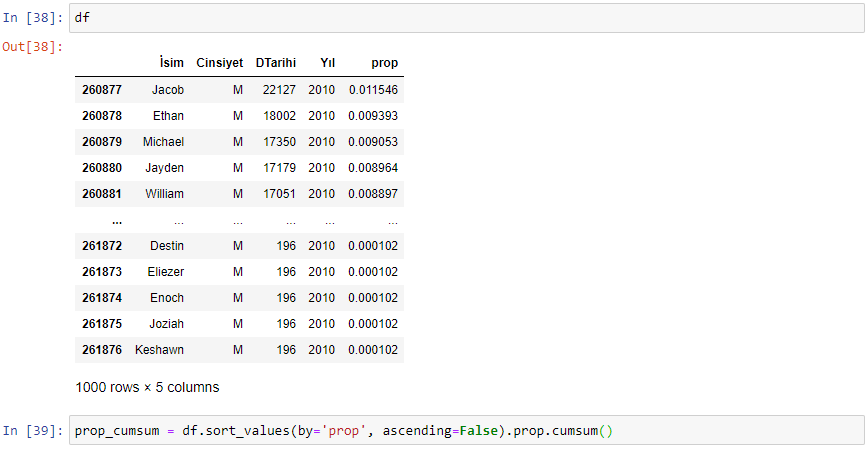 In [38]: df
Out[38]:
İsim Cinsiyet DTarihi Yıl prop
260877 Jacob M 22127 2010 0.011546
260878 Ethan M 18002 2010 0.009393
260879 Michael M 17350 2010 0.009053
260880 Jayden M 17179 2010 0.008964
260881 William M 17051 2010 0.008897
... ... ... ... ... ...
261872 Destin M 196 2010 0.000102
261873 Eliezer M 196 2010 0.000102
261874 Enoch M 196 2010 0.000102
261875 Joziah M 196 2010 0.000102
261876 Keshawn M 196 2010 0.000102
1000 rows × 5 columns
In [39]: prop_cumsum = df.sort_values(by='prop', ascending=False).prop.cumsum()